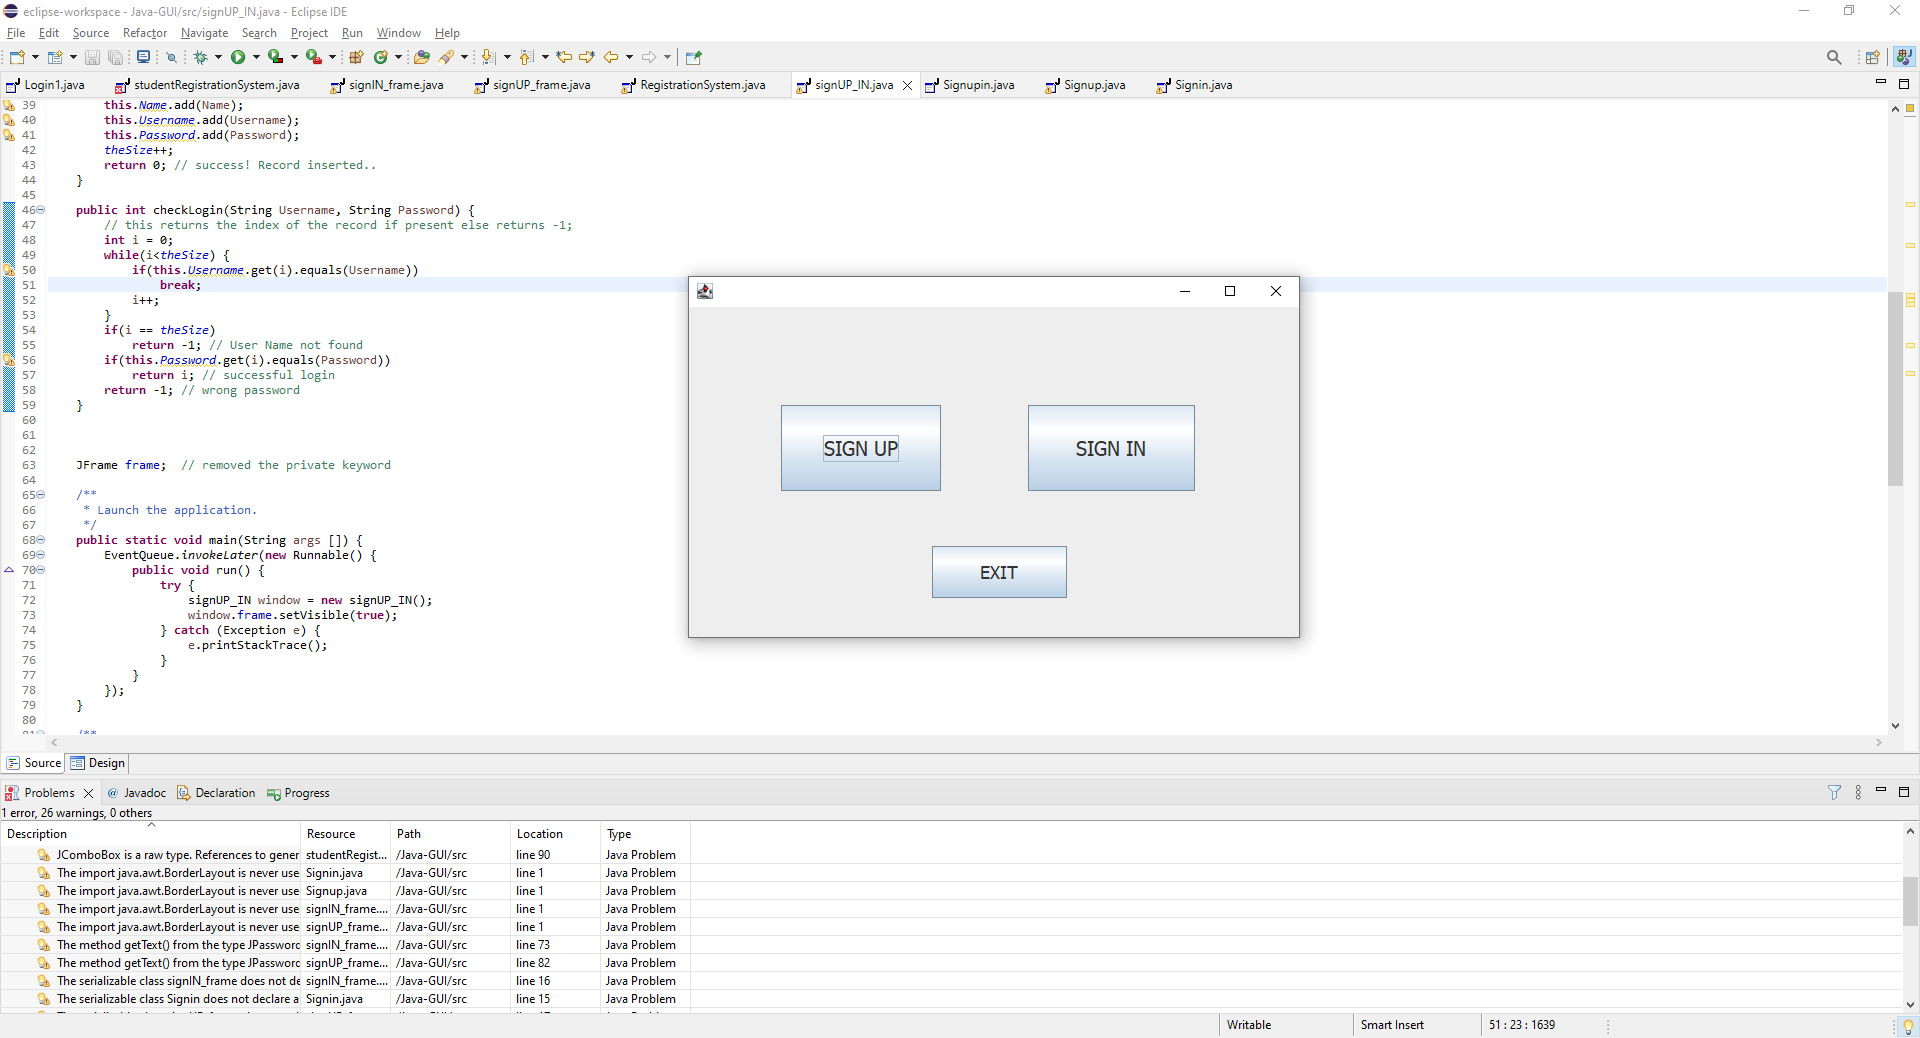 eclipse-workspace - Java-GUI/src/signUP_IN.java - Eclipse IDE
File Edit Source Refactor Navigate Search Project Run Window Help
Login1.java studentRegistrationSystem.java signIN_frame.java signUP_frame.java RegistrationSystem.java signUP_IN.java Signupin.java Signup.java Signin.java
39 this.Name.add(Name);
40 this.Username.add(Username);
41 this.Password.add(Password);
42 theSize++;
43 return 0; // success! Record inserted..
44 }
45
46 public int checkLogin(String Username, String Password) {
47 // this returns the index of the record if present else returns -1;
48 int i = 0;
49 while(i<theSize) {
50 if(this.Username.get(i).equals(Username))
51 break;
52 i++;
53 }
54 if(i == theSize)
55 return -1; // User Name not found
56 if(this.Password.get(i).equals(Password))
57 return i; // successful login
58 return -1; // wrong password
59 }
60
61
62
63 JFrame frame; // removed the private keyword
64
65 /**
66 * Launch the application.
67 */
68 public static void main(String args []) {
69 EventQueue.invokeLater(new Runnable() {
70 public void run() {
71 try {
72 signUP_IN window = new signUP_IN();
73 window.frame.setVisible(true);
74 } catch (Exception e) {
75 e.printStackTrace();
76 }
77 }
78 });
79 }
80
81 /**
SIGN UP SIGN IN
EXIT
Source Design
Problems @ Javadoc Declaration Progress
1 error, 26 warnings, 0 others
Description Resource Path Location Type
JComboBox is a raw type. References to gener studentRegist... /Java-GUI/src line 90 Java Problem
The import java.awt.BorderLayout is never use Signin.java /Java-GUI/src line 1 Java Problem
The import java.awt.BorderLayout is never use Signup.java /Java-GUI/src line 1 Java Problem
The import java.awt.BorderLayout is never use signIN_frame.... /Java-GUI/src line 1 Java Problem
The import java.awt.BorderLayout is never use signUP_frame... /Java-GUI/src line 1 Java Problem
The method getText() from the type JPassword signIN_frame.... /Java-GUI/src line 73 Java Problem
The method getText() from the type JPassword signUP_frame... /Java-GUI/src line 82 Java Problem
The serializable class signIN_frame does not de signIN_frame.... /Java-GUI/src line 16 Java Problem
The serializable class Signin does not declare a Signin.java /Java-GUI/src line 15 Java Problem
Writable Smart Insert 51 : 23 : 1639